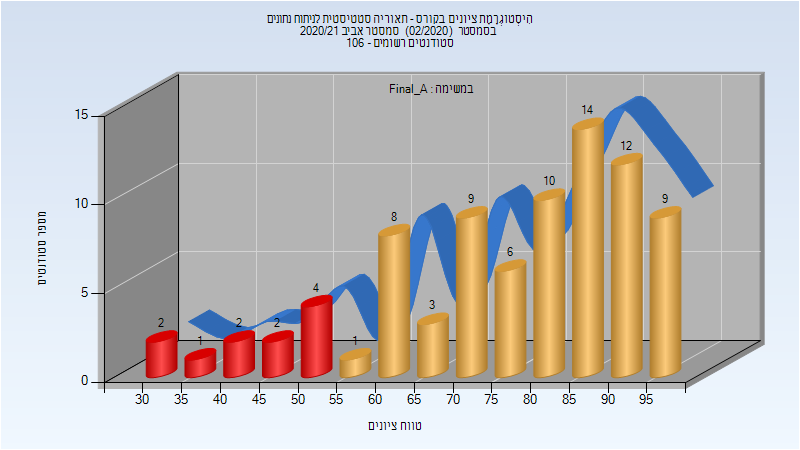 היסטוגרמת ציונים בקורס - תאוריה סטטיסטית לניתוח נתונים
בסמסטר (02/2020) סמסטר אביב 2020/21
סטודנטים רשומים - 106
במשימה : Final_A
מספר סטודנטים
15
10
5
0
2
1
2
2
4
1
8
3
9
6
10
14
12
9
30 35 40 45 50 55 60 65 70 75 80 85 90 95
טווח ציונים